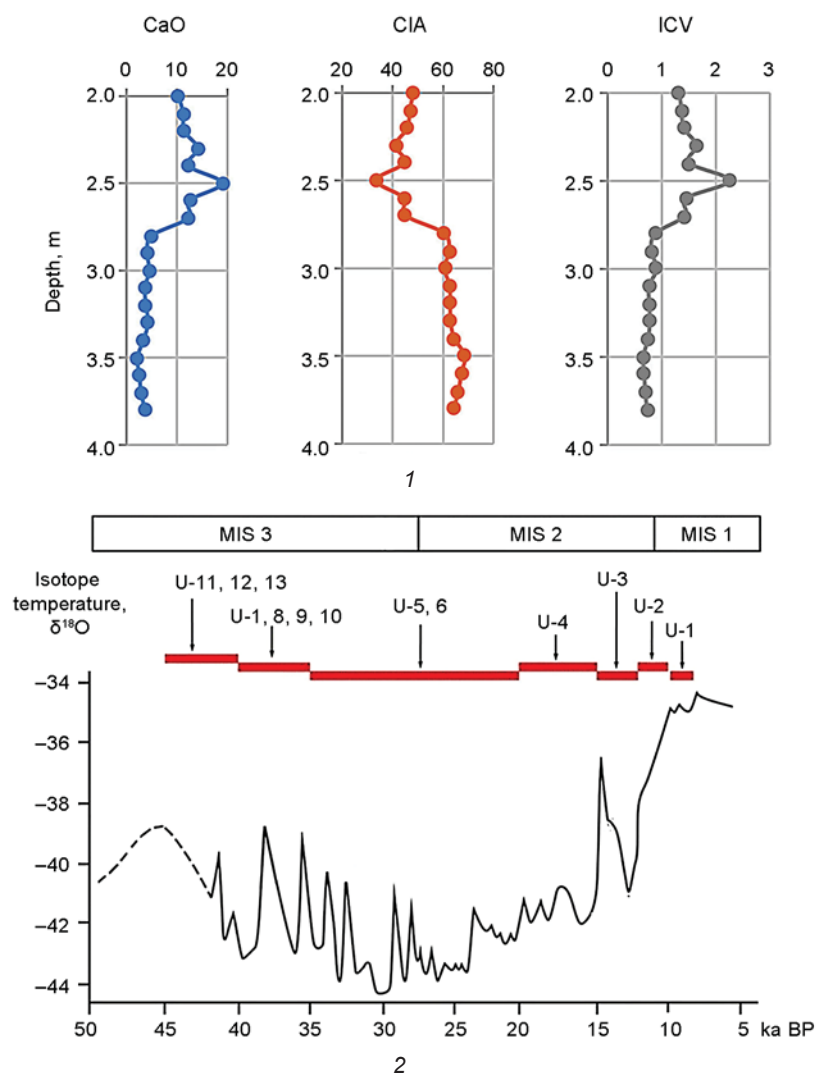 CaO CIA ICV
0 10 20 20 40 60 80 0 1 2 3
2.0 2.0 2.0
2.5 2.5 2.5
Depth, m
3.0 3.0 3.0
3.5 3.5 3.5
4.0 4.0 4.0
1
MIS 3 MIS 2 MIS 1
Isotope
temperature,
δ¹⁸O
U-11, 12, 13
U-1, 8, 9, 10
U-5, 6
U-4
U-3
U-2
U-1
–34
–36
–38
–40
–42
–44
50 45 40 35 30 25 20 15 10 5 ka BP
2